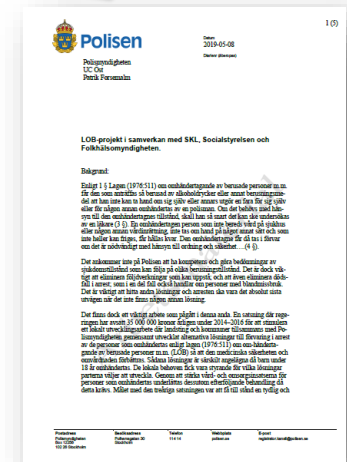 1 (5)
Polisen
Datum
2019-05-08
Diarienr (åberopas)
Polismyndigheten
UC Öst
Patrik Forssmalm
LOB-projekt i samverkan med SKL, Socialstyrelsen och
Folkhälsomyndigheten.
Bakgrund:
Enligt 1 § Lagen (1976:511) om omhändertagande av berusade personer m.m.
får den som anträffas så berusad av alkoholdrycker eller annat berusningsme-
del att han inte kan ta hand om sig själv eller annars utgör en fara för sig själv
eller för någon annan omhändertas av en polisman. Om det behövs med hän-
syn till den omhändertagnes tillstånd, skall han så snart det kan ske undersökas
av en läkare (3 §). En omhändertagen person som inte bereds vård på sjukhus
eller någon annan vårdinrättning, inte tas om hand på något annat sätt och som
inte heller kan friges, får hållas kvar. Den omhändertagne får då tas i förvar
om det är nödvändigt med hänsyn till ordning och säkerhet....(4 §).
Det ankommer inte på Polisen att ha kompetens och göra bedömningar av
sjukdomstillstånd som kan följa på olika berusningstillstånd. Det är dock vik-
tigt att eliminera följdverkningar som kan uppstå, och att även eliminera döds-
fall i arrest, som i en del fall också handlar om personer med blandmissbruk.
Det är viktigt att hitta andra lösningar och arresten ska vara det absolut sista
utvägen när det inte finns någon annan lösning.
Det finns dock ett viktigt arbete som pågått i denna anda. En satsning där rege-
ringen har avsatt 35 000 000 kronor årligen under 2014–2016 för att stimulera
ett lokalt utvecklingsarbete där landsting och kommuner tillsammans med Po-
lismyndigheten gemensamt utvecklar alternativa lösningar till förvaring i arrest
av de personer som omhändertas enligt lagen (1976:511) om om-händerta-
gande av berusade personer m.m. (LOB) så att den medicinska säkerheten och
omvårdnaden förbättras. Sådana lösningar är särskilt angelägna då barn under
18 år omhändertas. De lokala behoven fick vara styrande för vilka lösningar
parterna väljer att utveckla. Genom att stärka vård- och omsorgsinsatserna för
personer som omhändertas underlättas dessutom efterföljande behandling då
detta krävs. Målet med den treåriga satsningen var att få till stånd en tydlig och
Postadress
Besöksadress
Telefon
Webbplats
E-post
Polismyndigheten
Polhemsgatan 30
114 14
polisen.se
registrator.kansli@polisen.se
Box 12256
102 26 Stockholm
Stockholm